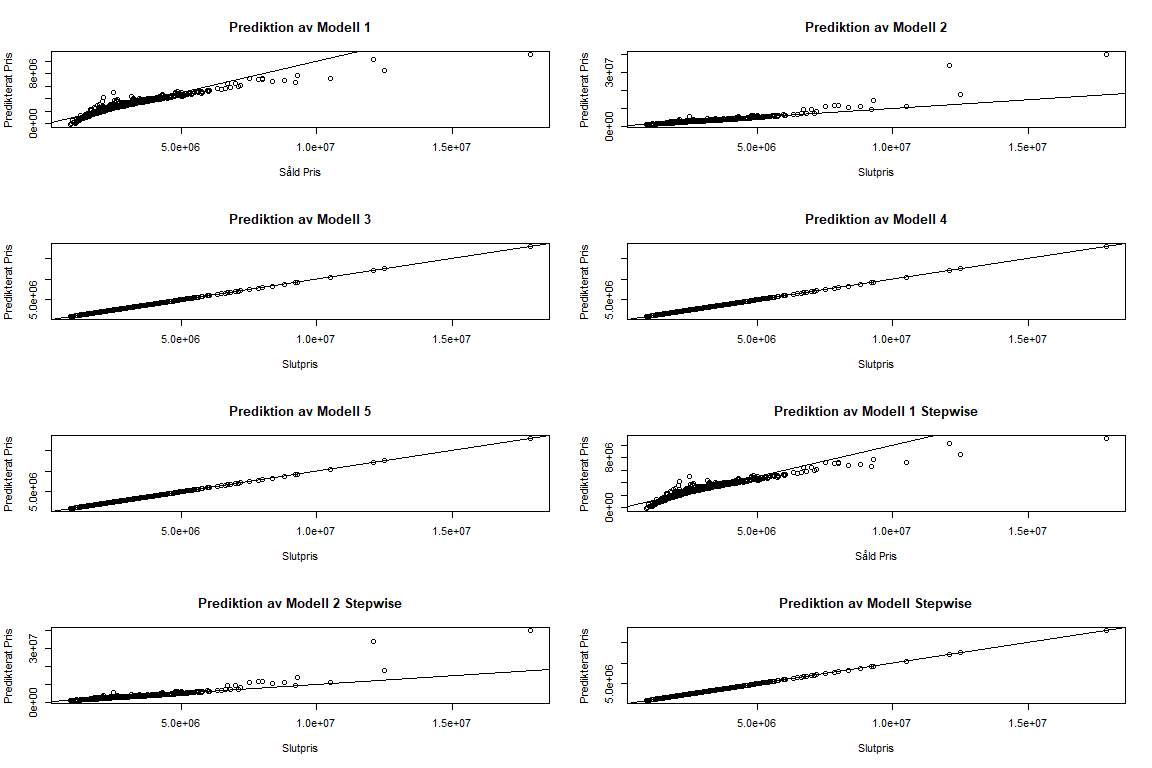 Prediktion av Modell 1
Predikterat Pris
0e+00 8e+06
5.0e+06 1.0e+07 1.5e+07
Såld Pris
Prediktion av Modell 2
Predikterat Pris
0e+00 3e+07
5.0e+06 1.0e+07 1.5e+07
Slutpris
Prediktion av Modell 3
Predikterat Pris
5.0e+06
5.0e+06 1.0e+07 1.5e+07
Slutpris
Prediktion av Modell 4
Predikterat Pris
5.0e+06
5.0e+06 1.0e+07 1.5e+07
Slutpris
Prediktion av Modell 5
Predikterat Pris
5.0e+06
5.0e+06 1.0e+07 1.5e+07
Slutpris
Prediktion av Modell 1 Stepwise
Predikterat Pris
0e+00 8e+06
5.0e+06 1.0e+07 1.5e+07
Såld Pris
Prediktion av Modell 2 Stepwise
Predikterat Pris
0e+00 3e+07
5.0e+06 1.0e+07 1.5e+07
Slutpris
Prediktion av Modell Stepwise
Predikterat Pris
5.0e+06
5.0e+06 1.0e+07 1.5e+07
Slutpris